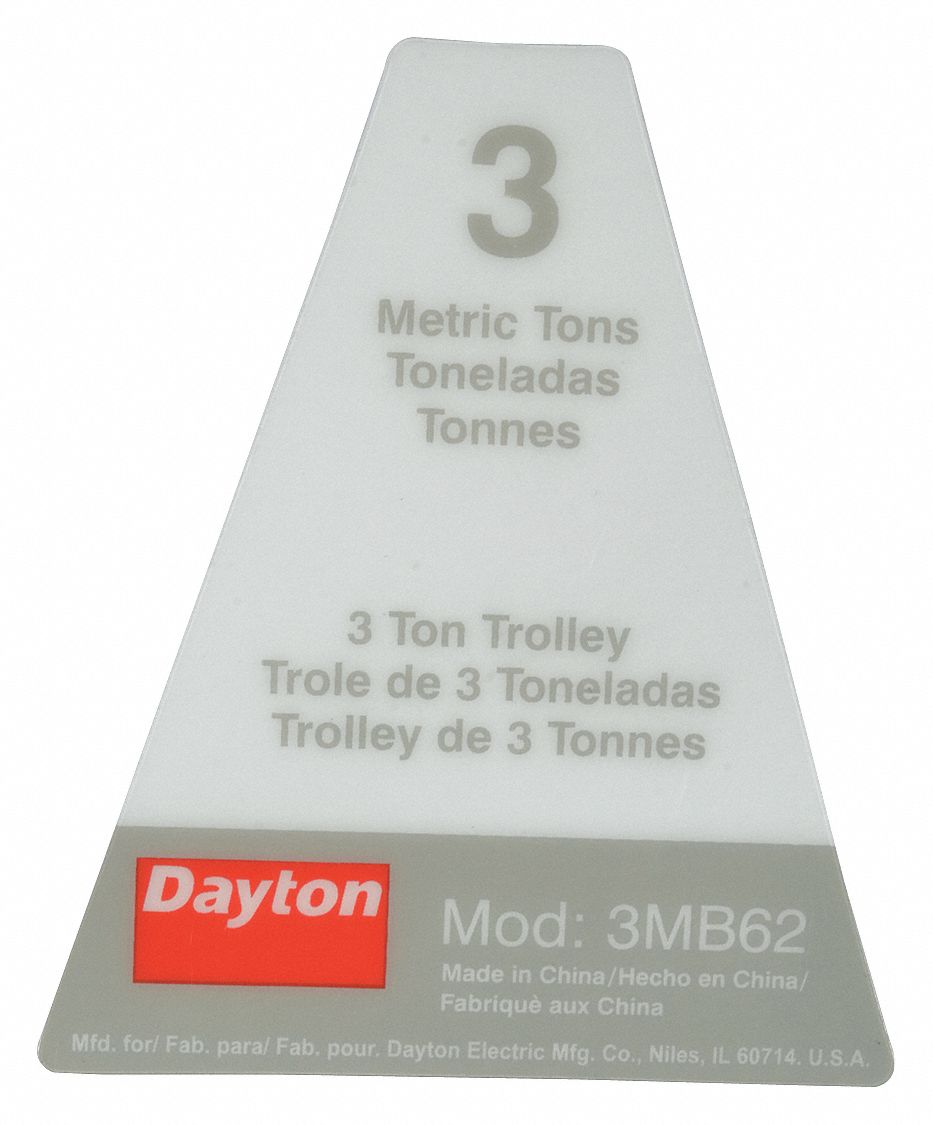 3
Metric Tons
Toneladas
Tonnes
3 Ton Trolley
Trole de 3 Toneladas
Trolley de 3 Tonnes
Dayton
Mod: 3MB62
Made in China/Hecho en China/
Fabriquè aux China
Mfd. for/ Fab. para/ Fab. pour. Dayton Electric Mfg. Co., Niles, IL 60714. U.S.A.